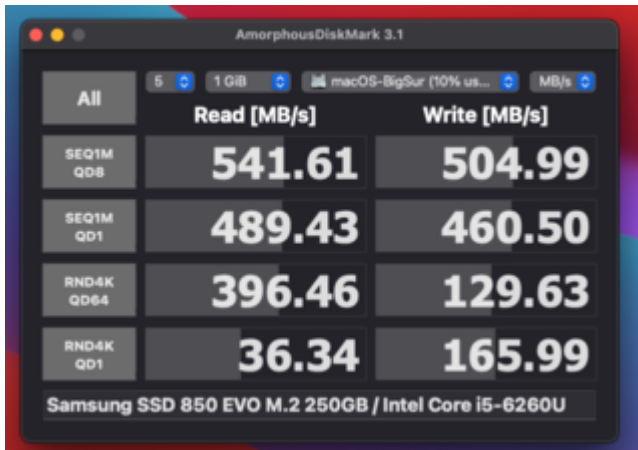 AmorphousDiskMark 3.1
All
5 1 GiB macOS-BigSur (10% us... MB/s
Read [MB/s] Write [MB/s]
SEQ1M
QD8
541.61 504.99
SEQ1M
QD1
489.43 460.50
RND4K
QD64
396.46 129.63
RND4K
QD1
36.34 165.99
Samsung SSD 850 EVO M.2 250GB / Intel Core i5-6260U